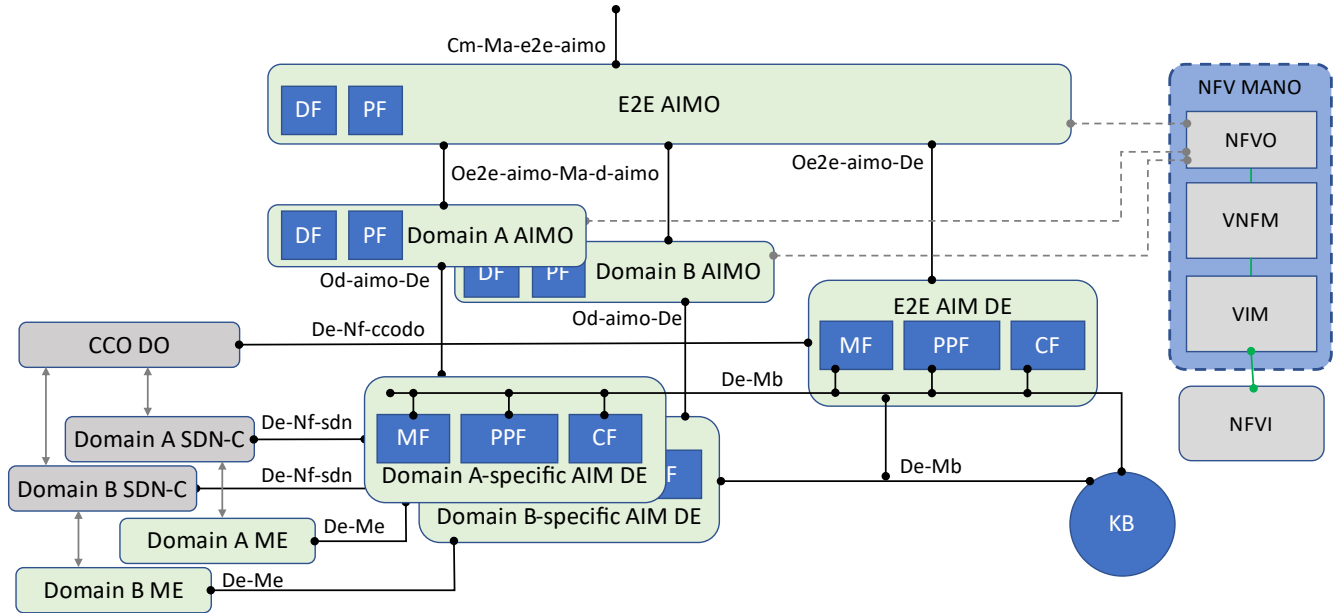 Cm-Ma-e2e-aimo
E2E AIMO
DF
PF
NFV MANO
NFVO
VNFM
VIM
NFVI
Oe2e-aimo-Ma-d-aimo
Oe2e-aimo-De
DF
PF
Domain A AIMO
DF
PF
Domain B AIMO
Od-aimo-De
Od-aimo-De
E2E AIM DE
MF
PPF
CF
CCO DO
De-Nf-ccodo
De-Mb
Domain A SDN-C
De-Nf-sdn
MF
PPF
CF
Domain A-specific AIM DE
F
De-Mb
Domain B SDN-C
De-Nf-sdn
Domain B-specific AIM DE
KB
Domain A ME
De-Me
Domain B ME
De-Me